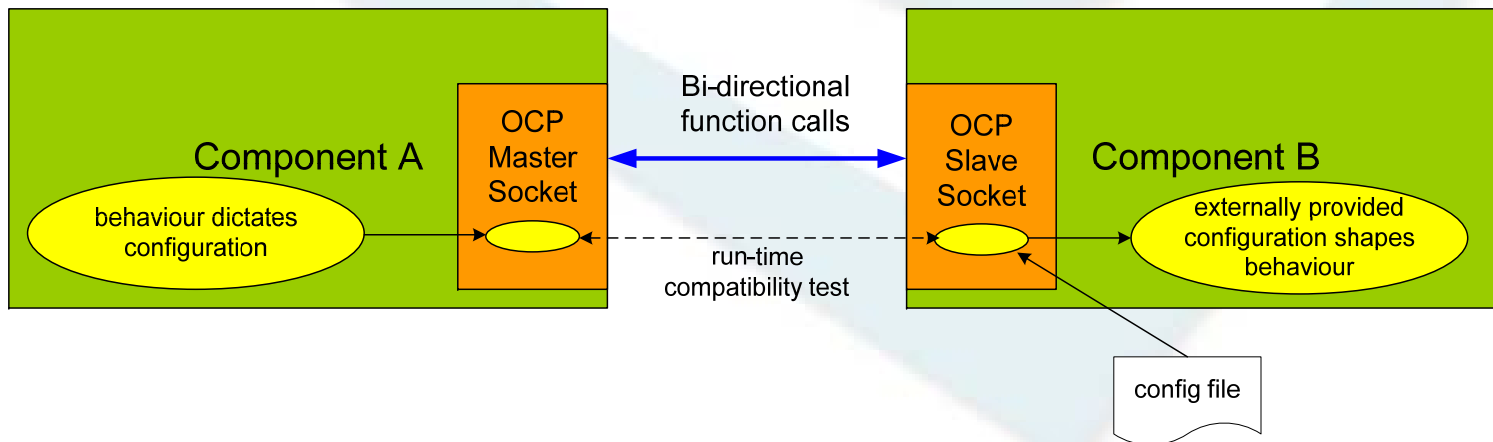 Component A
behaviour dictates
configuration
OCP
Master
Socket
Bi-directional
function calls
run-time
compatibility test
OCP
Slave
Socket
Component B
externally provided
configuration shapes
behaviour
config file